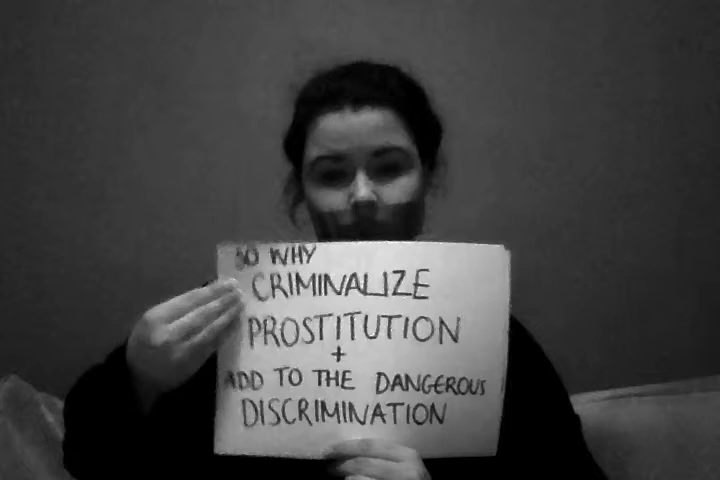 SO WHY
CRIMINALIZE
PROSTITUTION
+
ADD TO THE DANGEROUS
DISCRIMINATION